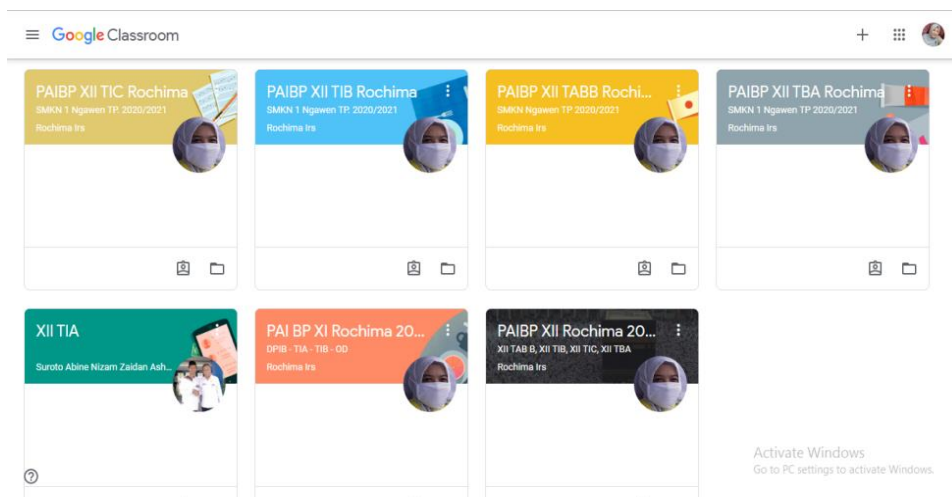 Google Classroom
PAIBP XII TIC Rochima
SMKN 1 Ngawen TP. 2020/2021
Rochima Irs
PAIBP XII TIB Rochima
SMKN 1 Ngawen TP. 2020/2021
Rochima Irs
PAIBP XII TABB Rochi...
SMKN Ngawen TP 2020/2021
Rochima Irs
PAIBP XII TBA Rochima
SMKN 1 Ngawen TP 2020/2021
Rochima Irs
XII TIA
Suroto Abine Nizam Zaidan Ash...
PAI BP XI Rochima 20...
DPIB - TIA - TIB - OD
Rochima Irs
PAIBP XII Rochima 20...
XII TAB B, XII TIB, XII TIC, XII TBA
Rochima Irs
Activate Windows
Go to PC settings to activate Windows.